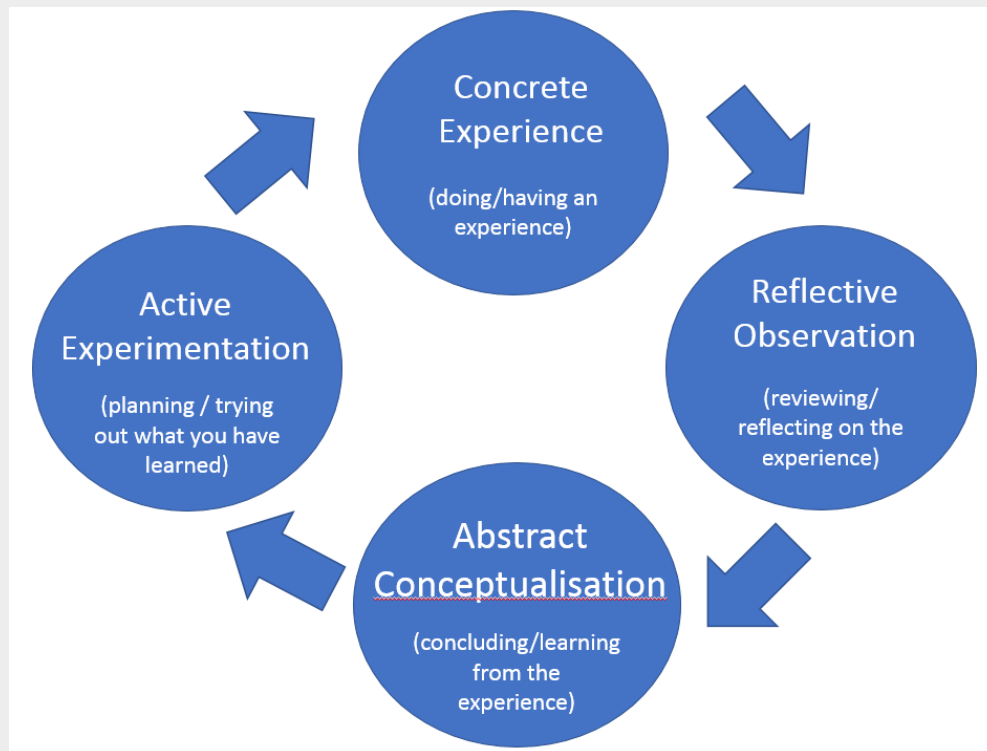 Concrete
Experience
(doing/having an
experience)
Reflective
Observation
(reviewing/
reflecting on the
experience)
Abstract
Conceptualisation
(concluding/learning
from the
experience)
Active
Experimentation
(planning / trying
out what you have
learned)